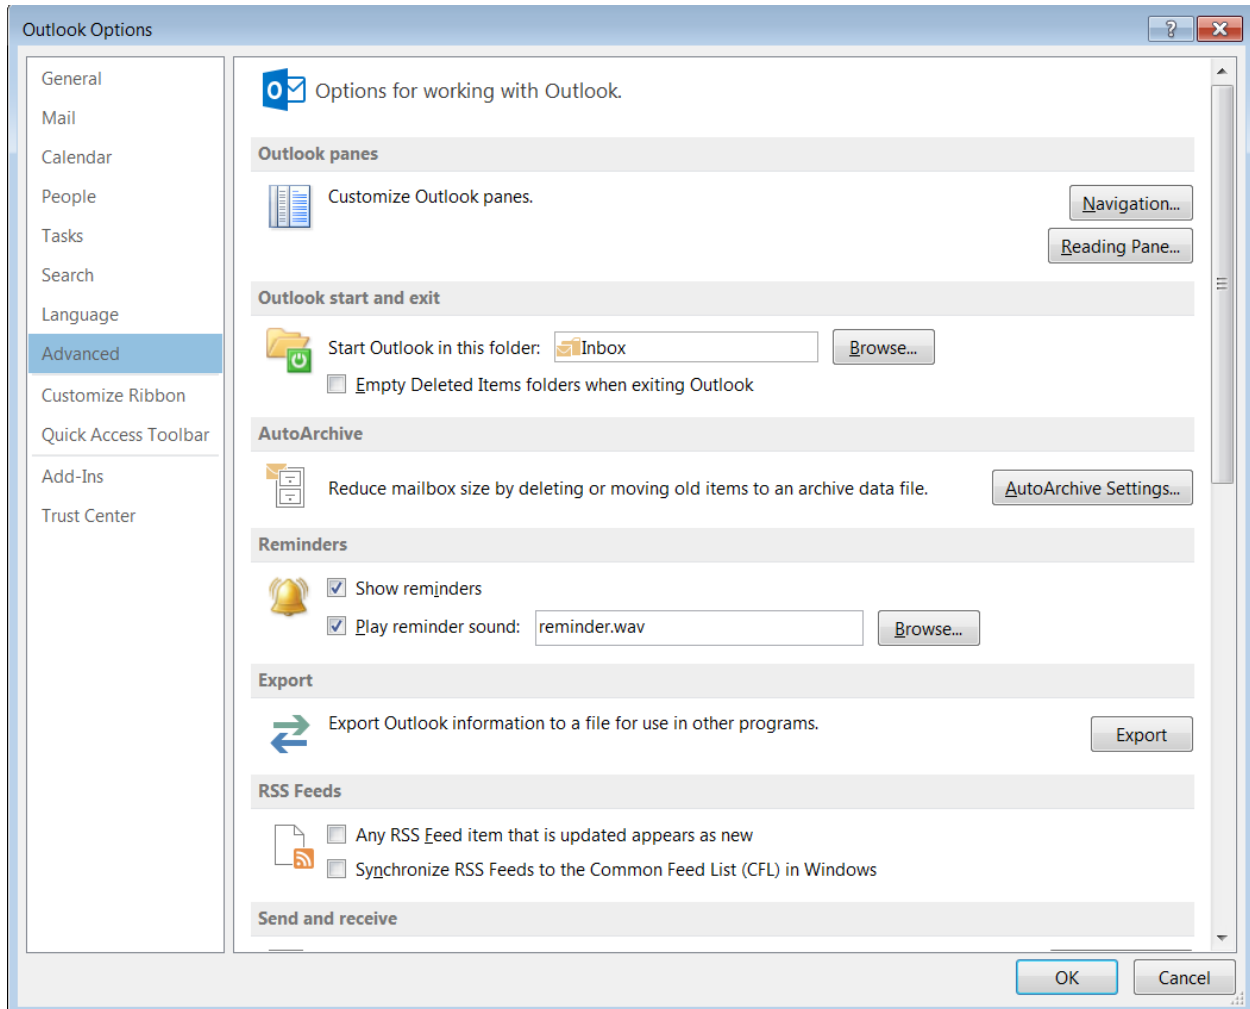 Outlook Options
General
Mail
Calendar
People
Tasks
Search
Language
Advanced
Customize Ribbon
Quick Access Toolbar
Add-Ins
Trust Center
Options for working with Outlook.
Outlook panes
Customize Outlook panes.
Navigation...
Reading Pane...
Outlook start and exit
Start Outlook in this folder: Inbox Browse...
Empty Deleted Items folders when exiting Outlook
AutoArchive
Reduce mailbox size by deleting or moving old items to an archive data file. AutoArchive Settings...
Reminders
Show reminders
Play reminder sound: reminder.wav Browse...
Export
Export Outlook information to a file for use in other programs. Export
RSS Feeds
Any RSS Feed item that is updated appears as new
Synchronize RSS Feeds to the Common Feed List (CFL) in Windows
Send and receive
OK Cancel